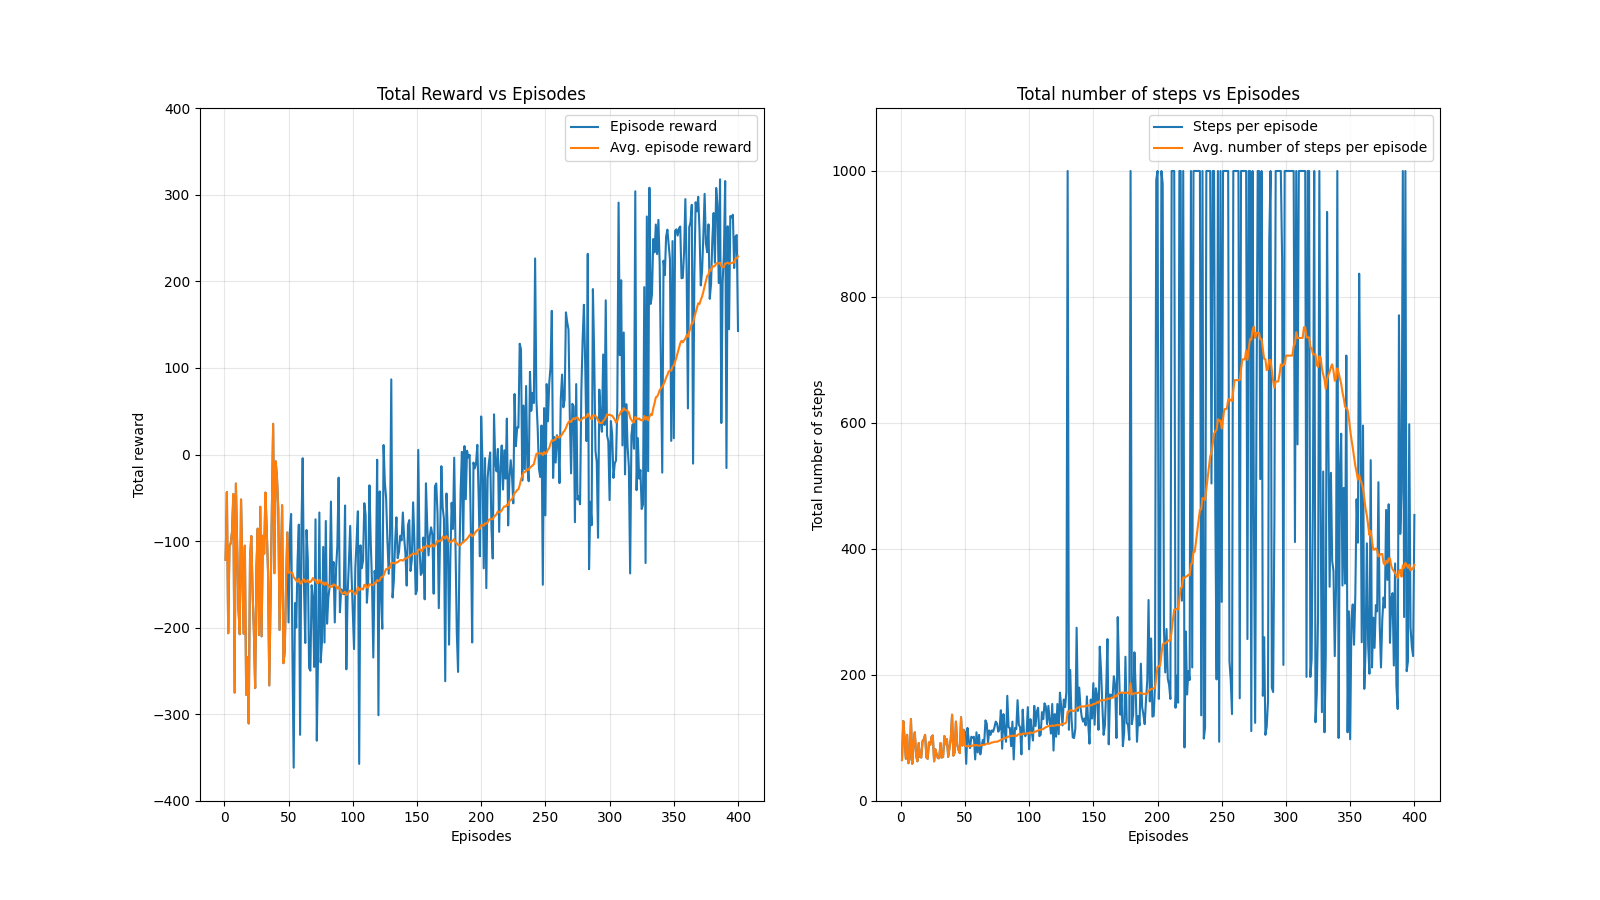 Total Reward vs Episodes
400
300
200
100
0
−100
−200
−300
−400
Total reward
0 50 100 150 200 250 300 350 400
Episodes
Episode reward
Avg. episode reward
Total number of steps vs Episodes
1000
800
600
400
200
0
Total number of steps
0 50 100 150 200 250 300 350 400
Episodes
Steps per episode
Avg. number of steps per episode